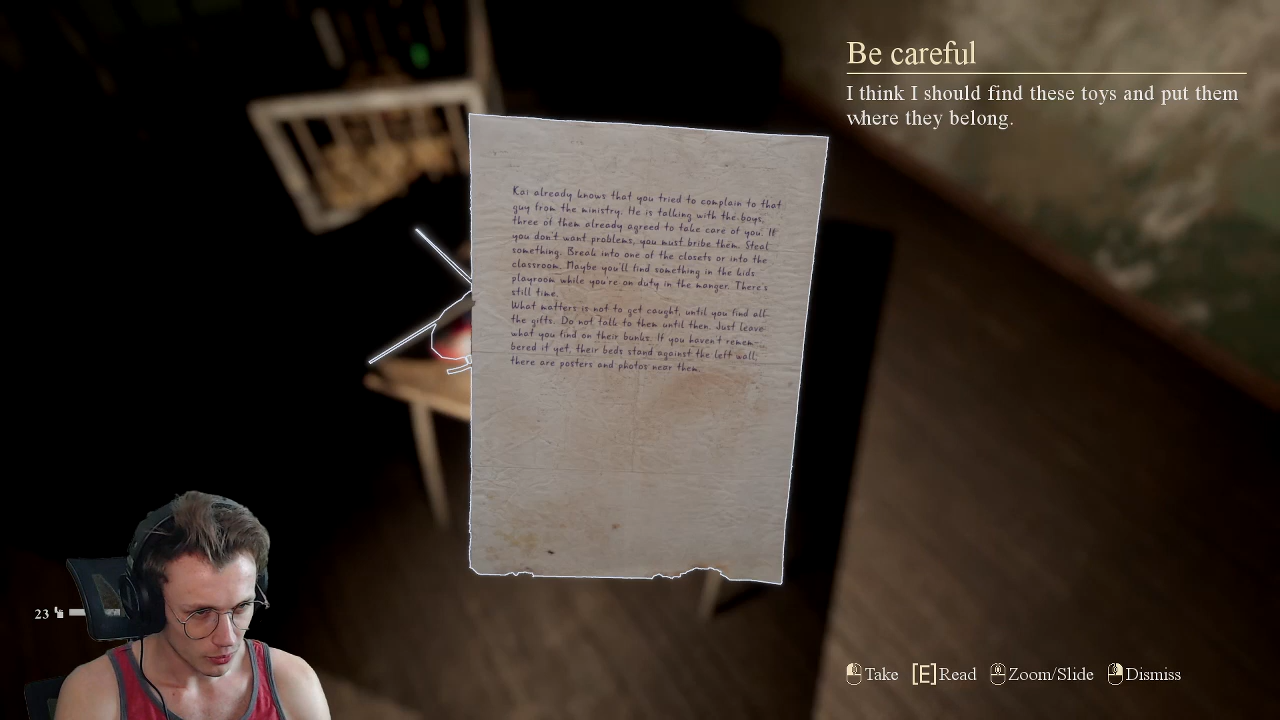 Be careful
I think I should find these toys and put them
where they belong.
Kai already knows that you tried to complain to that
guy from the ministry. He is talking with the boys,
three of them already agreed to take care of you. If
you don't want problems, you must bribe them. Steal
something. Break into one of the closets or into the
classroom. Maybe you'll find something in the kids
playroom while you're on duty in the manger. There's
still time.
What matters is not to get caught, until you find all
the gifts. Do not talk to them until then. Just leave
what you find on their bunks. If you haven't remem-
bered it yet, their beds stand against the left wall,
there are posters and photos near them.
23
Take [E]Read Zoom/Slide Dismiss